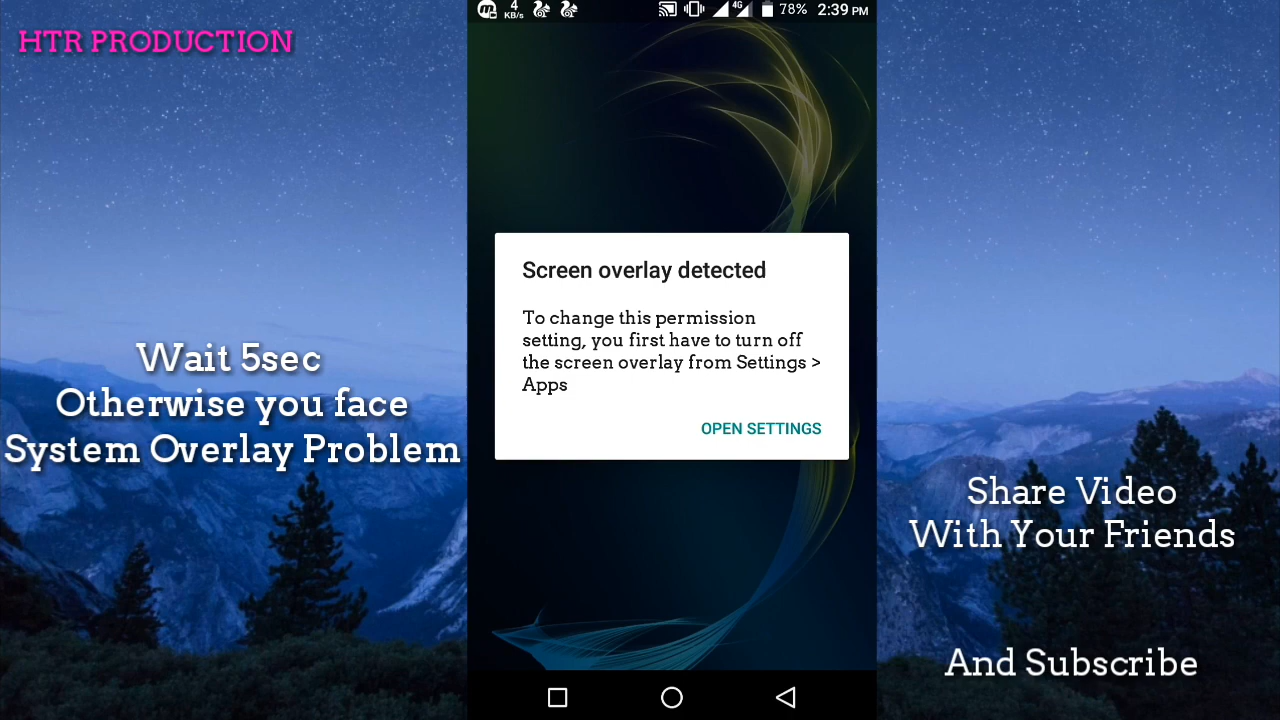 HTR PRODUCTION
4
KB/s
4G
78%
2:39 PM
Screen overlay detected
To change this permission
setting, you first have to turn off
the screen overlay from Settings >
Apps
OPEN SETTINGS
Wait 5sec
Otherwise you face
System Overlay Problem
Share Video
With Your Friends
And Subscribe